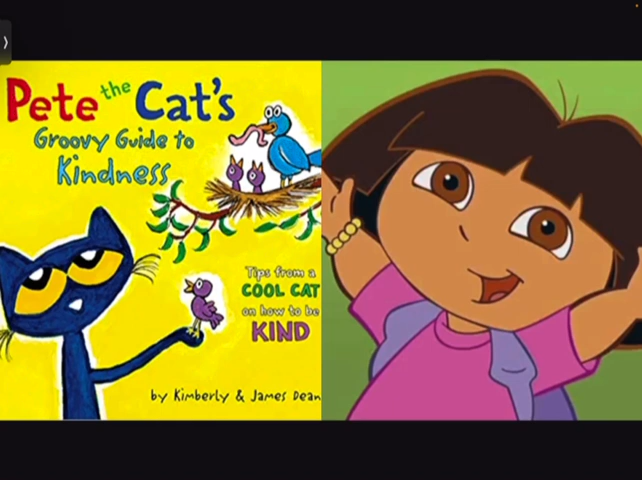 Pete the Cat's
Groovy Guide to
Kindness
Tips from a
COOL CAT
on how to be
KIND
by Kimberly & James Dean